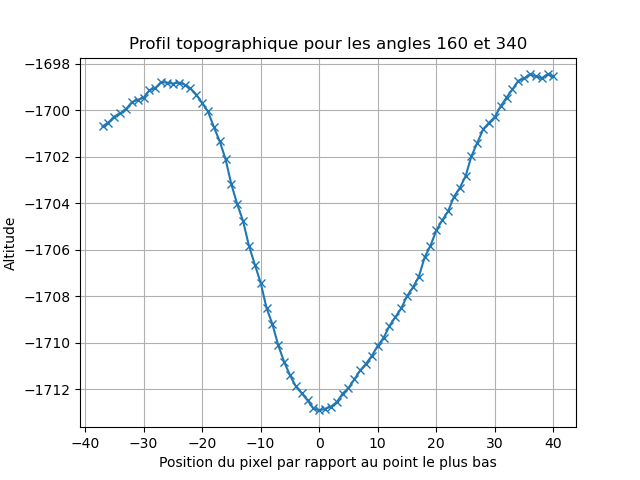 Profil topographique pour les angles 160 et 340
−1698
−1700
−1702
−1704
−1706
−1708
−1710
−1712
Altitude
−40 −30 −20 −10 0 10 20 30 40
Position du pixel par rapport au point le plus bas